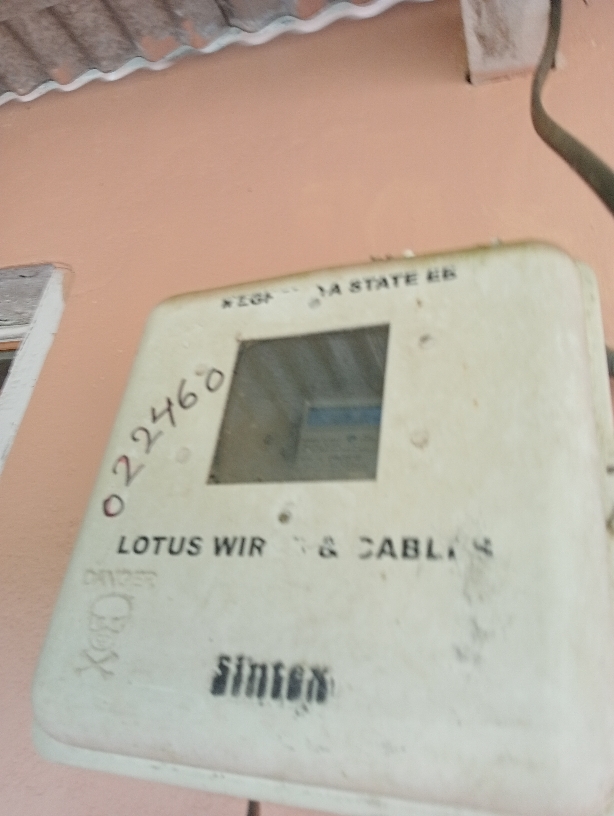 STATE EB
022460
LOTUS WIR & CABL S
DANGER
Sintex